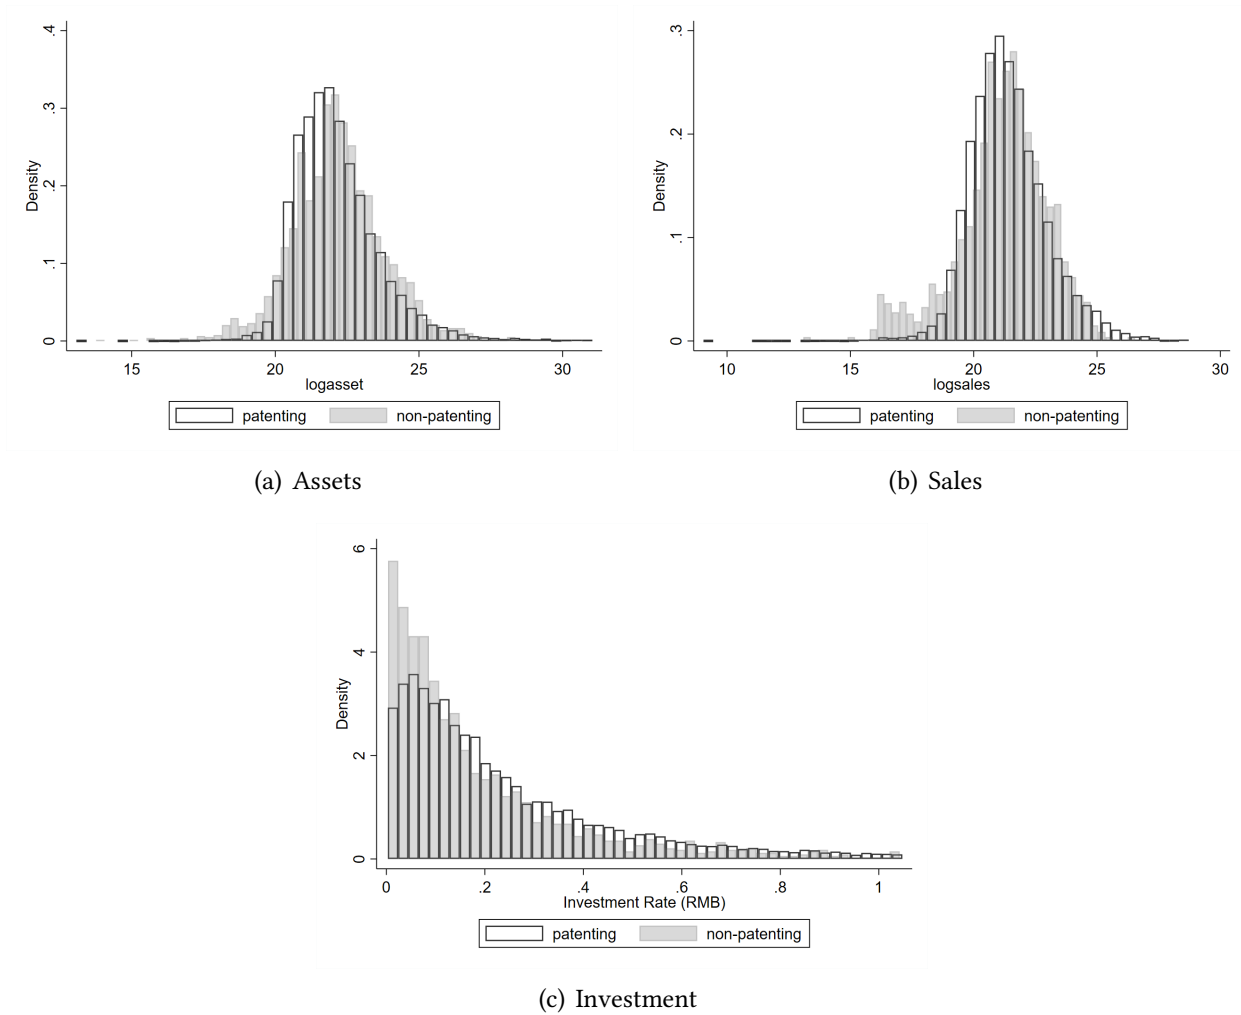 Density
.4
.3
.2
.1
0
15 20 25 30
logasset
patenting non-patenting
(a) Assets
Density
.3
.2
.1
0
10 15 20 25 30
logsales
patenting non-patenting
(b) Sales
Density
6
4
2
0
0 .2 .4 .6 .8 1
Investment Rate (RMB)
patenting non-patenting
(c) Investment